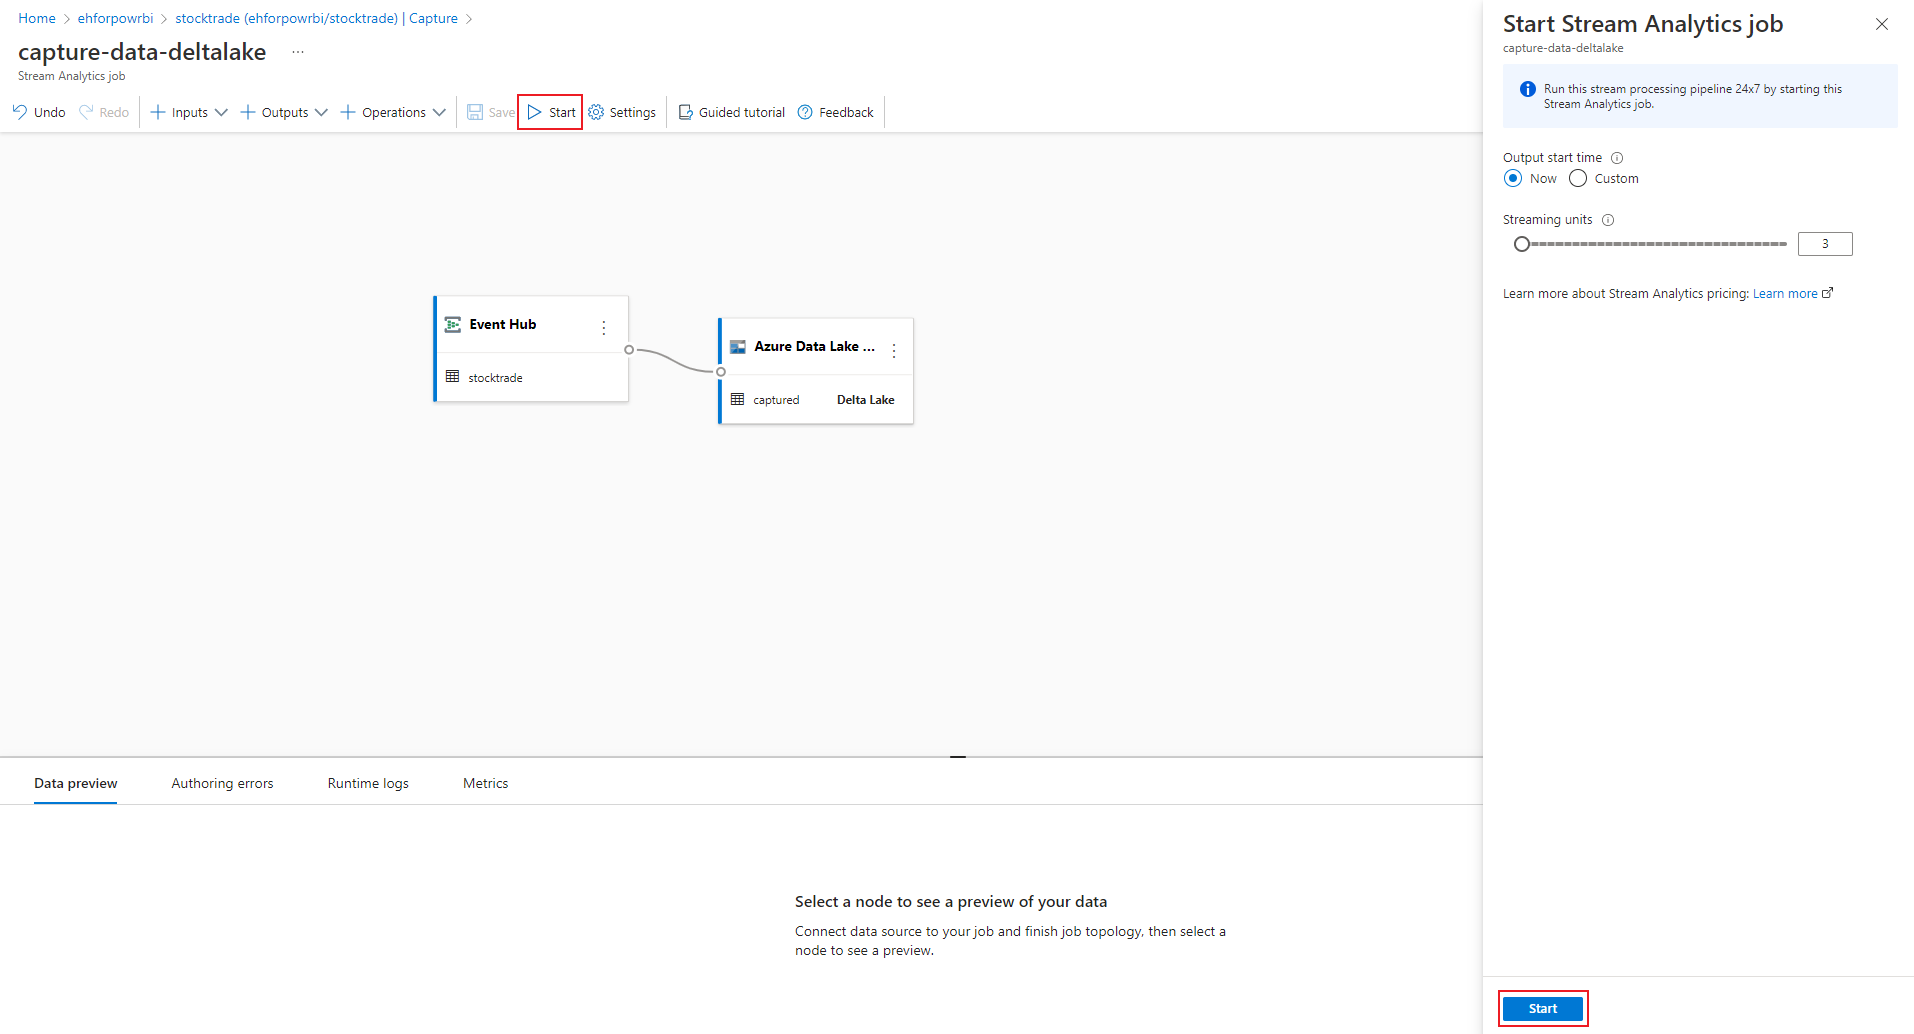 Home > ehforpowrbi > stocktrade (ehforpowrbi/stocktrade) | Capture >
capture-data-deltalake ...
Stream Analytics job
Undo Redo Inputs Outputs Operations Save Start Settings Guided tutorial Feedback
Event Hub
stocktrade
Azure Data Lake ...
captured Delta Lake
Data preview Authoring errors Runtime logs Metrics
Select a node to see a preview of your data
Connect data source to your job and finish job topology, then select a
node to see a preview.
Start Stream Analytics job
capture-data-deltalake
Run this stream processing pipeline 24x7 by starting this
Stream Analytics job.
Output start time
Now Custom
Streaming units
3
Learn more about Stream Analytics pricing: Learn more
Start